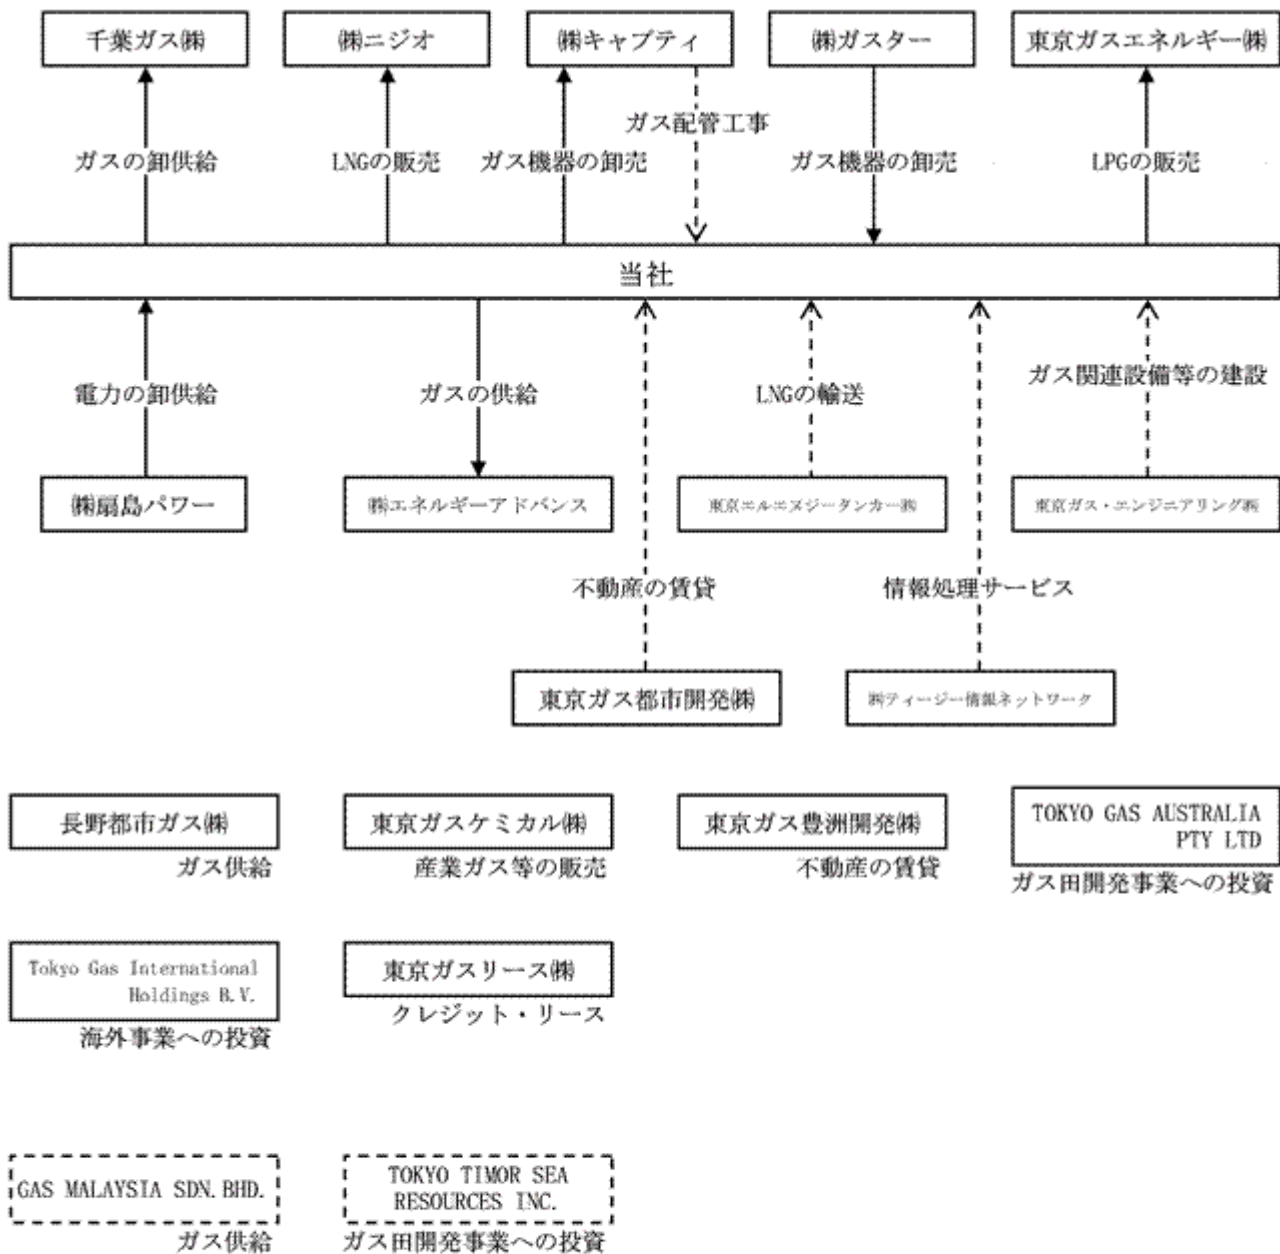 千葉ガス㈱
㈱ニジオ
㈱キャプティ
㈱ガスター
東京ガスエネルギー㈱
ガス配管工事
ガスの卸供給
LNGの販売
ガス機器の卸売
ガス機器の卸売
LPGの販売
当社
電力の卸供給
ガスの供給
LNGの輸送
ガス関連設備等の建設
㈱扇島パワー
㈱エネルギーアドバンス
東京エルエヌジータンカー㈱
東京ガス・エンジニアリング㈱
不動産の賃貸
情報処理サービス
東京ガス都市開発㈱
㈱ティージー情報ネットワーク
長野都市ガス㈱
ガス供給
東京ガスケミカル㈱
産業ガス等の販売
東京ガス豊洲開発㈱
不動産の賃貸
TOKYO GAS AUSTRALIA
PTY LTD
ガス田開発事業への投資
Tokyo Gas International
Holdings B.V.
海外事業への投資
東京ガスリース㈱
クレジット・リース
GAS MALAYSIA SDN.BHD.
ガス供給
TOKYO TIMOR SEA
RESOURCES INC.
ガス田開発事業への投資